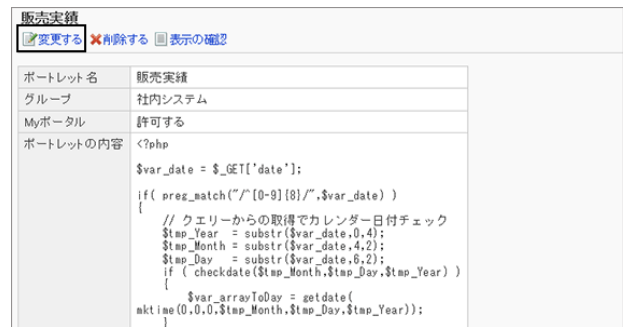 販売実績
変更する 削除する 表示の確認
ポートレット名 販売実績
グループ 社内システム
Myポータル 許可する
ポートレットの内容 <?php
$var_date = $_GET['date'];
if( preg_match("/^[0-9]{8}/",$var_date) )
{
// クエリーからの取得でカレンダー日付チェック
$tmp_Year = substr($var_date,0,4);
$tmp_Month = substr($var_date,4,2);
$tmp_Day = substr($var_date,6,2);
if ( checkdate($tmp_Month,$tmp_Day,$tmp_Year) )
{
$var_arrayToDay = getdate(
mktime(0,0,0,$tmp_Month,$tmp_Day,$tmp_Year));
}